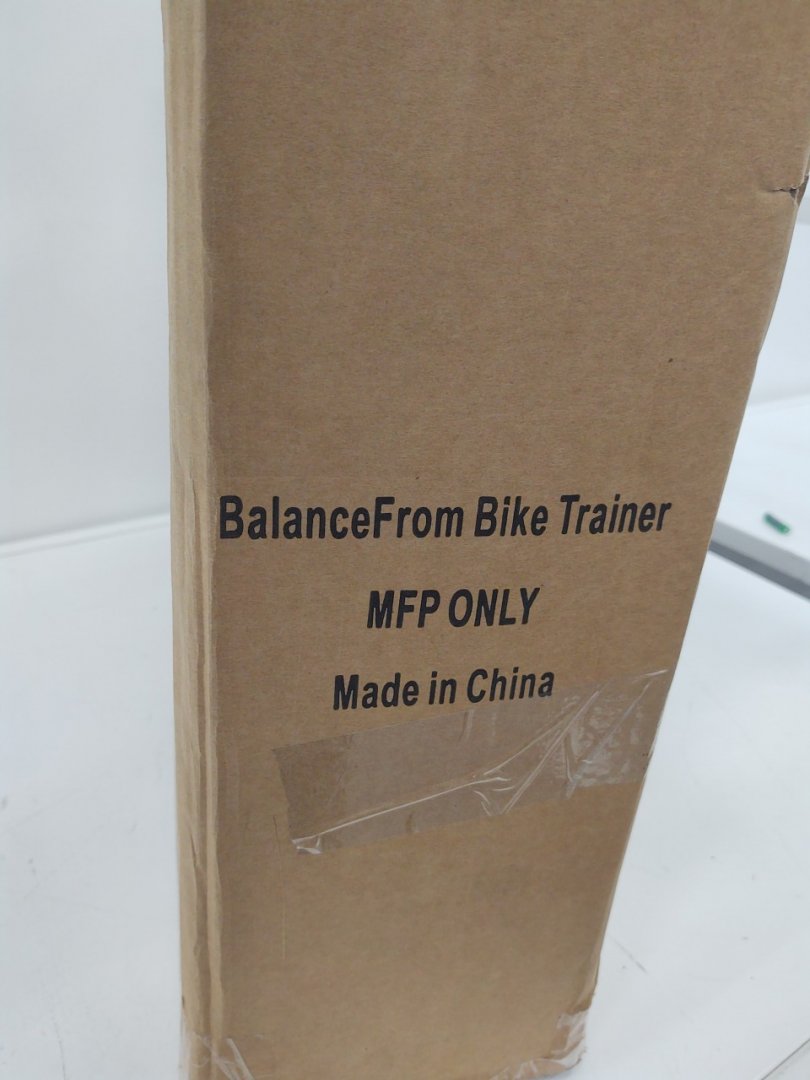 BalanceFrom Bike Trainer
MFP ONLY
Made in China